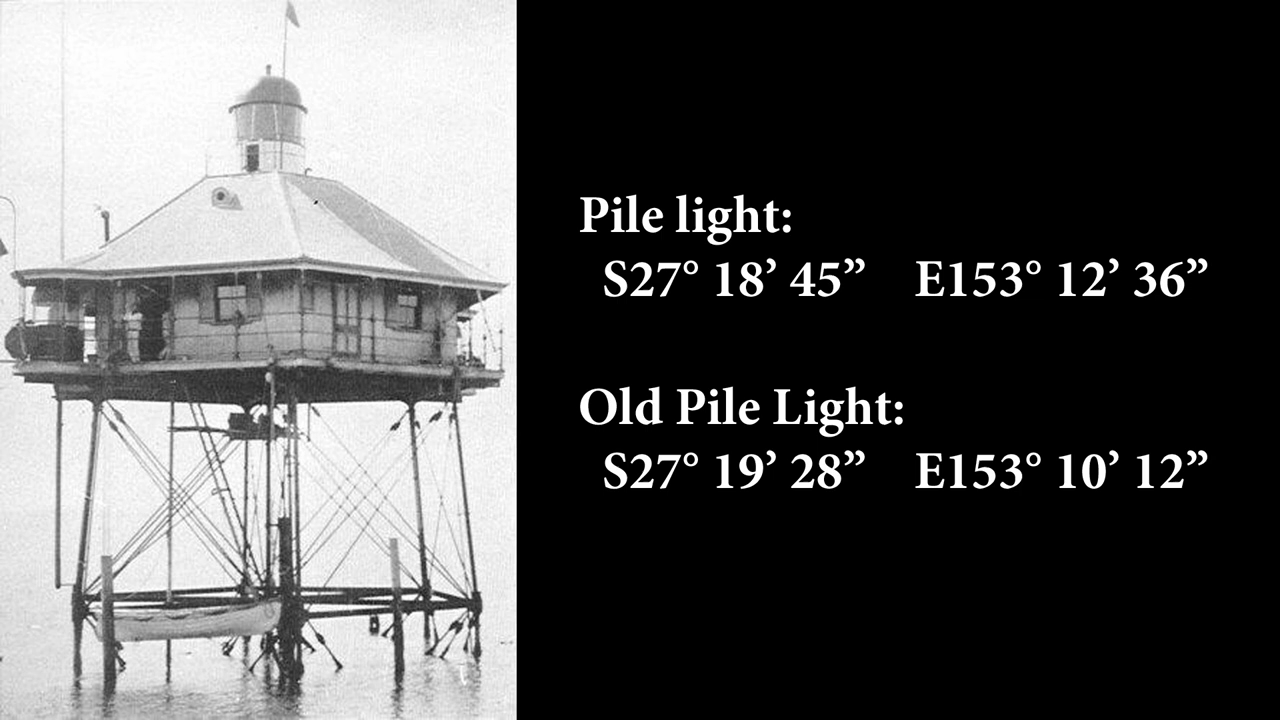 Pile light:
S27° 18’ 45” E153° 12’ 36”
Old Pile Light:
S27° 19’ 28” E153° 10’ 12”